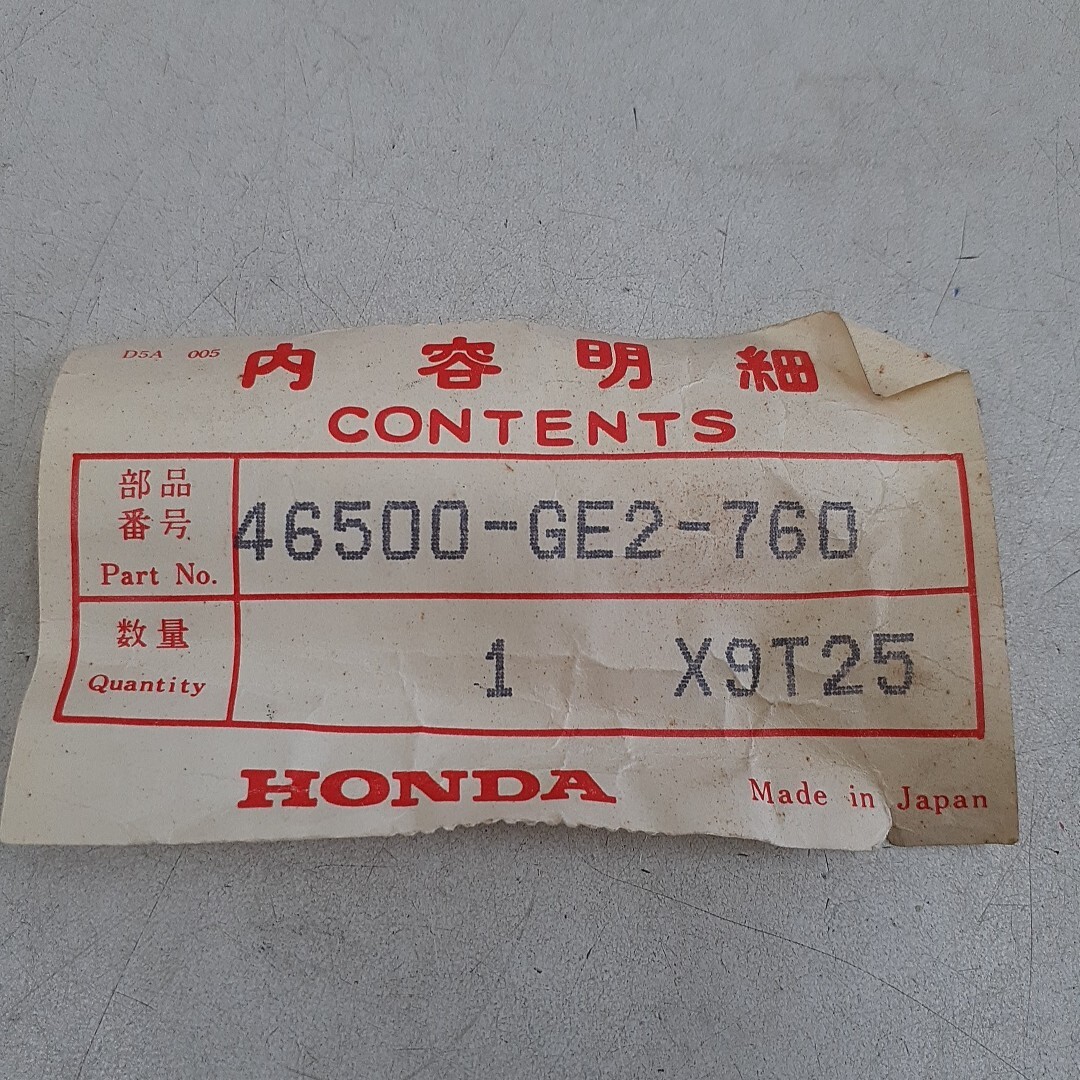 D5A 005
内容明細
CONTENTS
部品
番号
Part No.
46500-GE2-760
数量
Quantity
1 X9T25
HONDA
Made in Japan